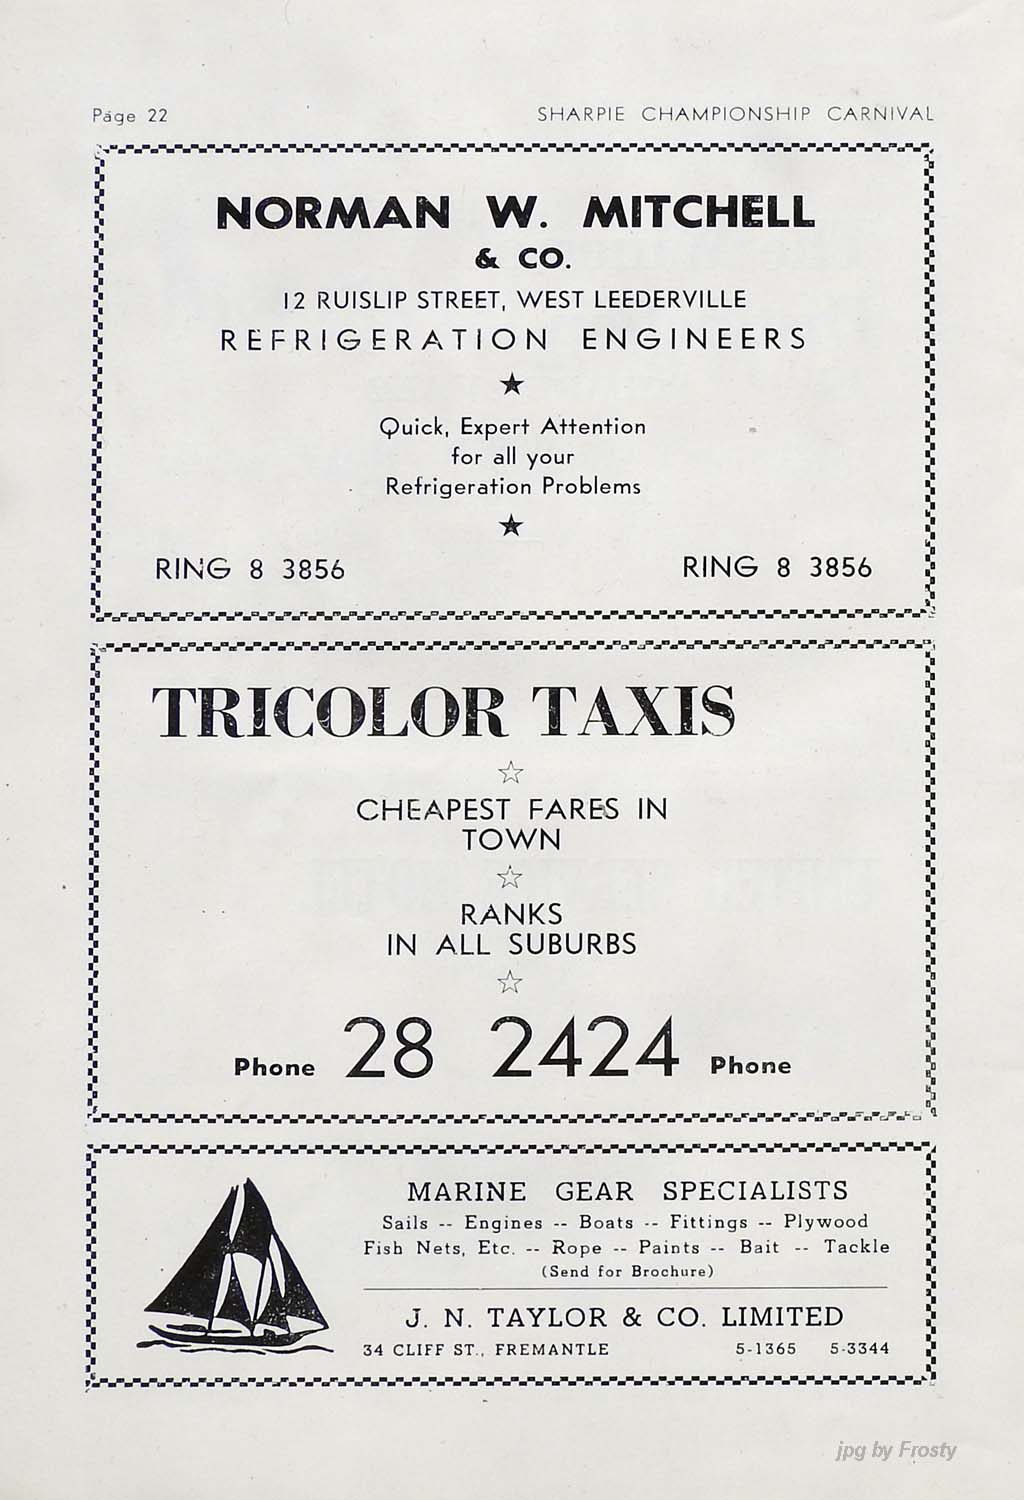 Page 22
SHARPIE CHAMPIONSHIP CARNIVAL
NORMAN W. MITCHELL
& CO.
12 RUISLIP STREET, WEST LEEDERVILLE
REFRIGERATION ENGINEERS
★
Quick, Expert Attention
for all your
Refrigeration Problems
★
RING 8 3856 RING 8 3856
TRICOLOR TAXIS
☆
CHEAPEST FARES IN
TOWN
☆
RANKS
IN ALL SUBURBS
☆
Phone 28 2424 Phone
MARINE GEAR SPECIALISTS
Sails -- Engines -- Boats -- Fittings -- Plywood
Fish Nets, Etc. -- Rope -- Paints -- Bait -- Tackle
(Send for Brochure)
J. N. TAYLOR & CO. LIMITED
34 CLIFF ST., FREMANTLE 5-1365 5-3344
jpg by Frosty